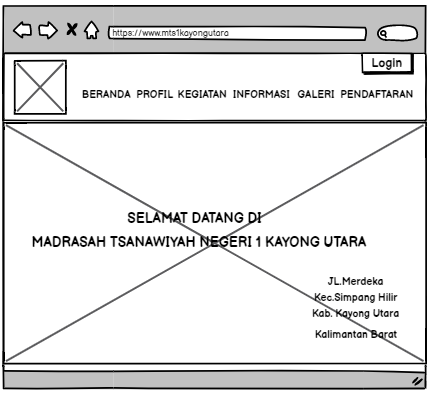 https://www.mts1kayongutara
Login
BERANDA PROFIL KEGIATAN INFORMASI GALERI PENDAFTARAN
SELAMAT DATANG DI
MADRASAH TSANAWIYAH NEGERI 1 KAYONG UTARA
JL.Merdeka
Kec.Simpang Hilir
Kab. Kayong Utara
Kalimantan Barat